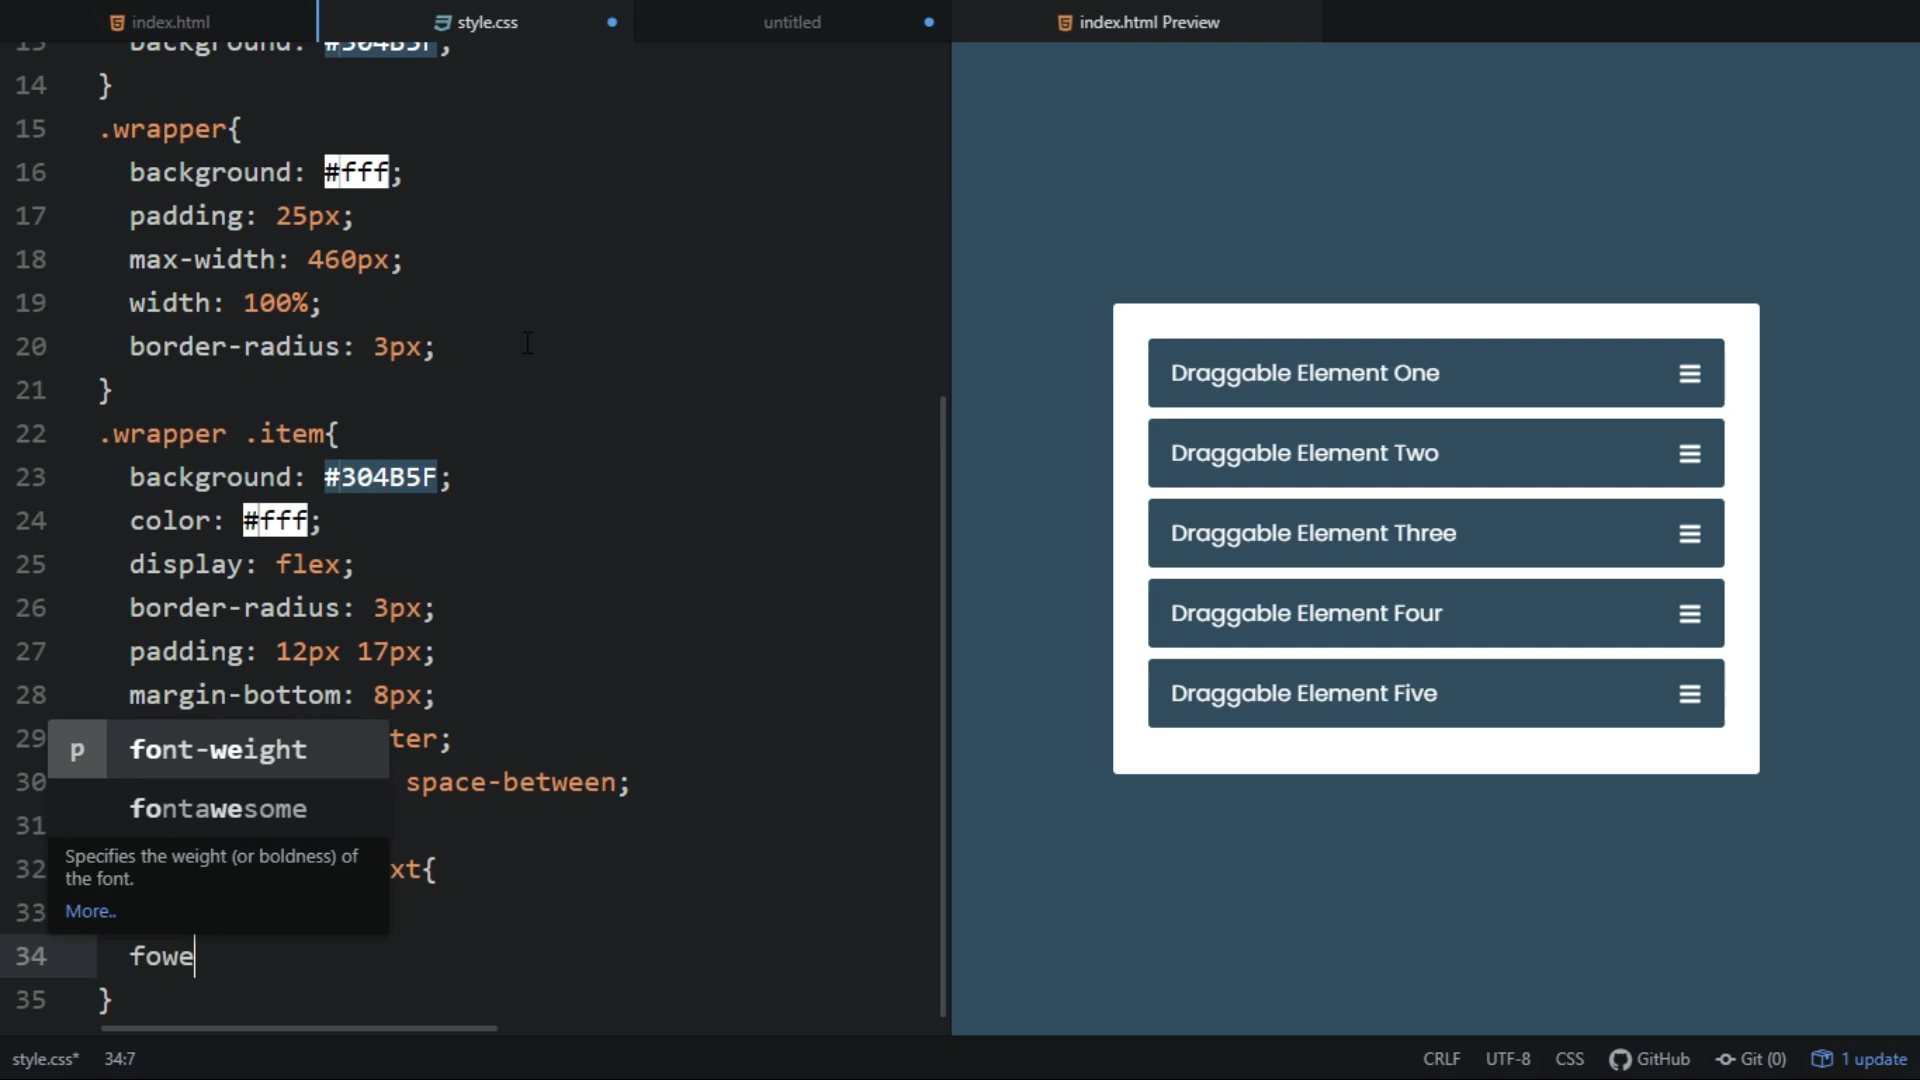 index.html
style.css
untitled
index.html Preview
13 background: #304B5F;
14 }
15 .wrapper{
16 background: #fff;
17 padding: 25px;
18 max-width: 460px;
19 width: 100%;
20 border-radius: 3px;
21 }
22 .wrapper .item{
23 background: #304B5F;
24 color: #fff;
25 display: flex;
26 border-radius: 3px;
27 padding: 12px 17px;
28 margin-bottom: 8px;
29 ter;
30 space-between;
31
32 xt{
33
34 fowe
35 }
p font-weight
fontawesome
Specifies the weight (or boldness) of
the font.
More..
Draggable Element One
Draggable Element Two
Draggable Element Three
Draggable Element Four
Draggable Element Five
style.css* 34:7
CRLF UTF-8 CSS GitHub Git (0) 1 update